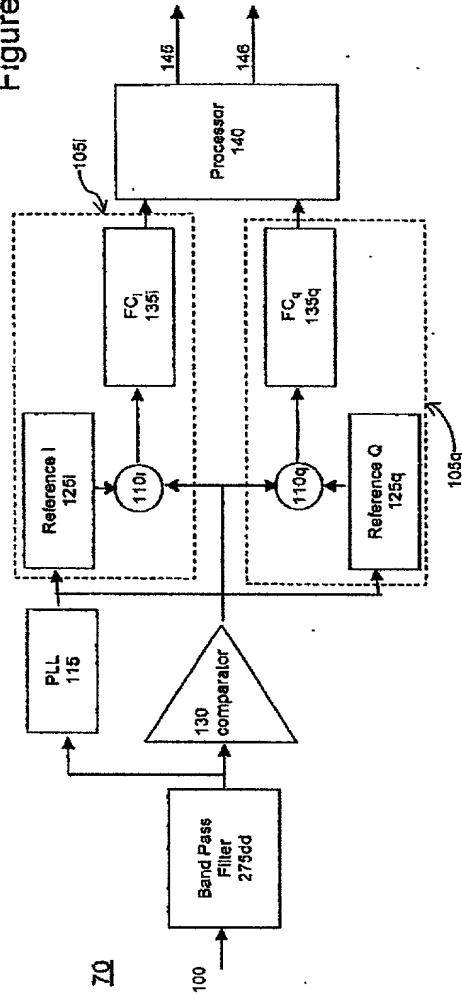 Figure
70
100
Band Pass
Filter
275dd
PLL
115
130
comparator
105i
Reference I
125i
110i
FCi
135i
110q
FCq
135q
Reference Q
125q
105q
Processor
140
145
146